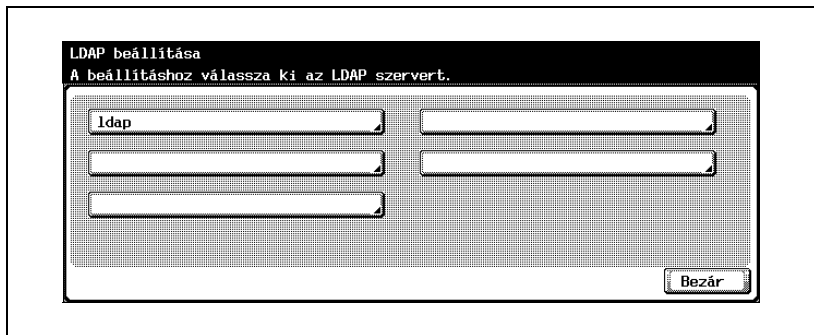 LDAP beállítása
A beállításhoz válassza ki az LDAP szervert.
ldap
Bezár